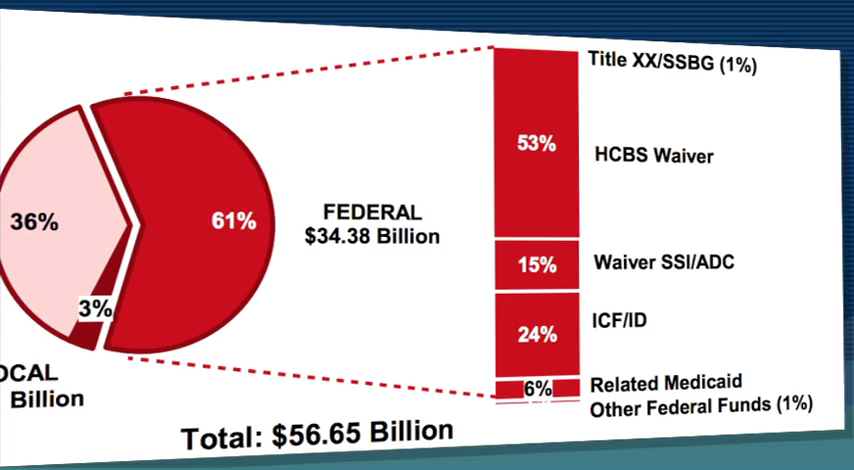 36%
61%
3%
FEDERAL
$34.38 Billion
OCAL
Billion
Total: $56.65 Billion
Title XX/SSBG (1%)
53%
HCBS Waiver
15%
Waiver SSI/ADC
24%
ICF/ID
6%
Related Medicaid
Other Federal Funds (1%)